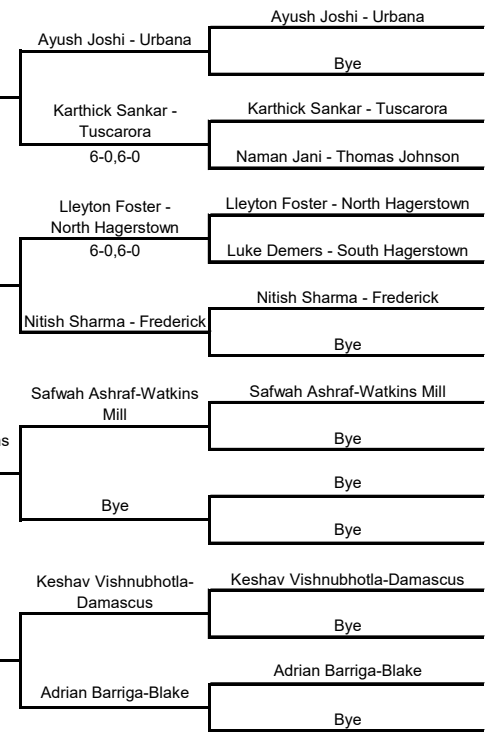 Ayush Joshi - Urbana
Ayush Joshi - Urbana
Bye
Karthick Sankar -
Tuscarora
6-0,6-0
Karthick Sankar - Tuscarora
Naman Jani - Thomas Johnson
Lleyton Foster -
North Hagerstown
6-0,6-0
Lleyton Foster - North Hagerstown
Luke Demers - South Hagerstown
Nitish Sharma - Frederick
Nitish Sharma - Frederick
Bye
Safwah Ashraf-Watkins
Mill
Safwah Ashraf-Watkins Mill
Bye
Bye
Bye
Bye
Keshav Vishnubhotla-
Damascus
Keshav Vishnubhotla-Damascus
Bye
Adrian Barriga-Blake
Adrian Barriga-Blake
Bye